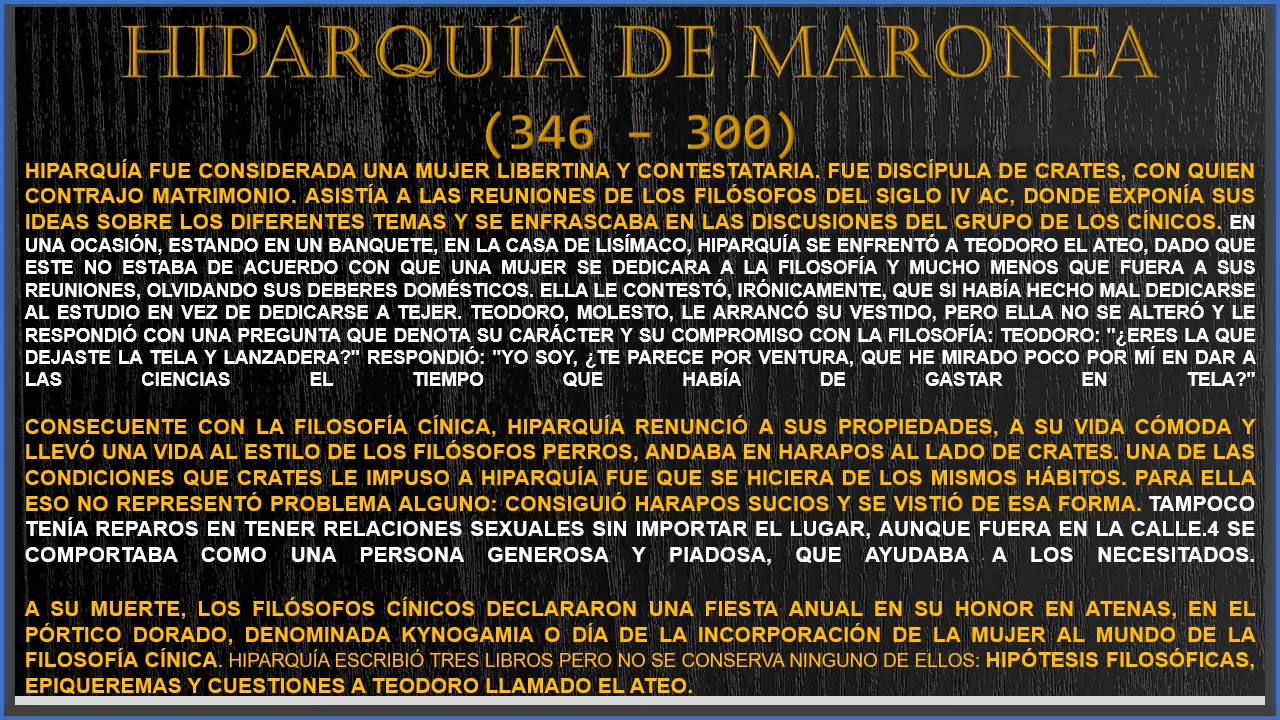 HIPARQUÍA DE MARONEA
(346 – 300)
HIPARQUÍA FUE CONSIDERADA UNA MUJER LIBERTINA Y CONTESTATARIA. FUE DISCÍPULA DE CRATES, CON QUIEN
CONTRAJO MATRIMONIO. ASISTÍA A LAS REUNIONES DE LOS FILÓSOFOS DEL SIGLO IV AC, DONDE EXPONÍA SUS
IDEAS SOBRE LOS DIFERENTES TEMAS Y SE ENFRASCABA EN LAS DISCUSIONES DEL GRUPO DE LOS CÍNICOS. EN
UNA OCASIÓN, ESTANDO EN UN BANQUETE, EN LA CASA DE LISÍMACO, HIPARQUÍA SE ENFRENTÓ A TEODORO EL ATEO, DADO QUE
ESTE NO ESTABA DE ACUERDO CON QUE UNA MUJER SE DEDICARA A LA FILOSOFÍA Y MUCHO MENOS QUE FUERA A SUS
REUNIONES, OLVIDANDO SUS DEBERES DOMÉSTICOS. ELLA LE CONTESTÓ, IRÓNICAMENTE, QUE SI HABÍA HECHO MAL DEDICARSE
AL ESTUDIO EN VEZ DE DEDICARSE A TEJER. TEODORO, MOLESTO, LE ARRANCÓ SU VESTIDO, PERO ELLA NO SE ALTERÓ Y LE
RESPONDIÓ CON UNA PREGUNTA QUE DENOTA SU CARÁCTER Y SU COMPROMISO CON LA FILOSOFÍA: TEODORO: "¿ERES LA QUE
DEJASTE LA TELA Y LANZADERA?" RESPONDIÓ: "YO SOY, ¿TE PARECE POR VENTURA, QUE HE MIRADO POCO POR MÍ EN DAR A
LAS CIENCIAS EL TIEMPO QUE HABÍA DE GASTAR EN TELA?"
CONSECUENTE CON LA FILOSOFÍA CÍNICA, HIPARQUÍA RENUNCIÓ A SUS PROPIEDADES, A SU VIDA CÓMODA Y
LLEVÓ UNA VIDA AL ESTILO DE LOS FILÓSOFOS PERROS, ANDABA EN HARAPOS AL LADO DE CRATES. UNA DE LAS
CONDICIONES QUE CRATES LE IMPUSO A HIPARQUÍA FUE QUE SE HICIERA DE LOS MISMOS HÁBITOS. PARA ELLA
ESO NO REPRESENTÓ PROBLEMA ALGUNO: CONSIGUIÓ HARAPOS SUCIOS Y SE VISTIÓ DE ESA FORMA. TAMPOCO
TENÍA REPAROS EN TENER RELACIONES SEXUALES SIN IMPORTAR EL LUGAR, AUNQUE FUERA EN LA CALLE.4 SE
COMPORTABA COMO UNA PERSONA GENEROSA Y PIADOSA, QUE AYUDABA A LOS NECESITADOS.
A SU MUERTE, LOS FILÓSOFOS CÍNICOS DECLARARON UNA FIESTA ANUAL EN SU HONOR EN ATENAS, EN EL
PÓRTICO DORADO, DENOMINADA KYNOGAMIA O DÍA DE LA INCORPORACIÓN DE LA MUJER AL MUNDO DE LA
FILOSOFÍA CÍNICA. HIPARQUÍA ESCRIBIÓ TRES LIBROS PERO NO SE CONSERVA NINGUNO DE ELLOS: HIPÓTESIS FILOSÓFICAS,
EPIQUEREMAS Y CUESTIONES A TEODORO LLAMADO EL ATEO.